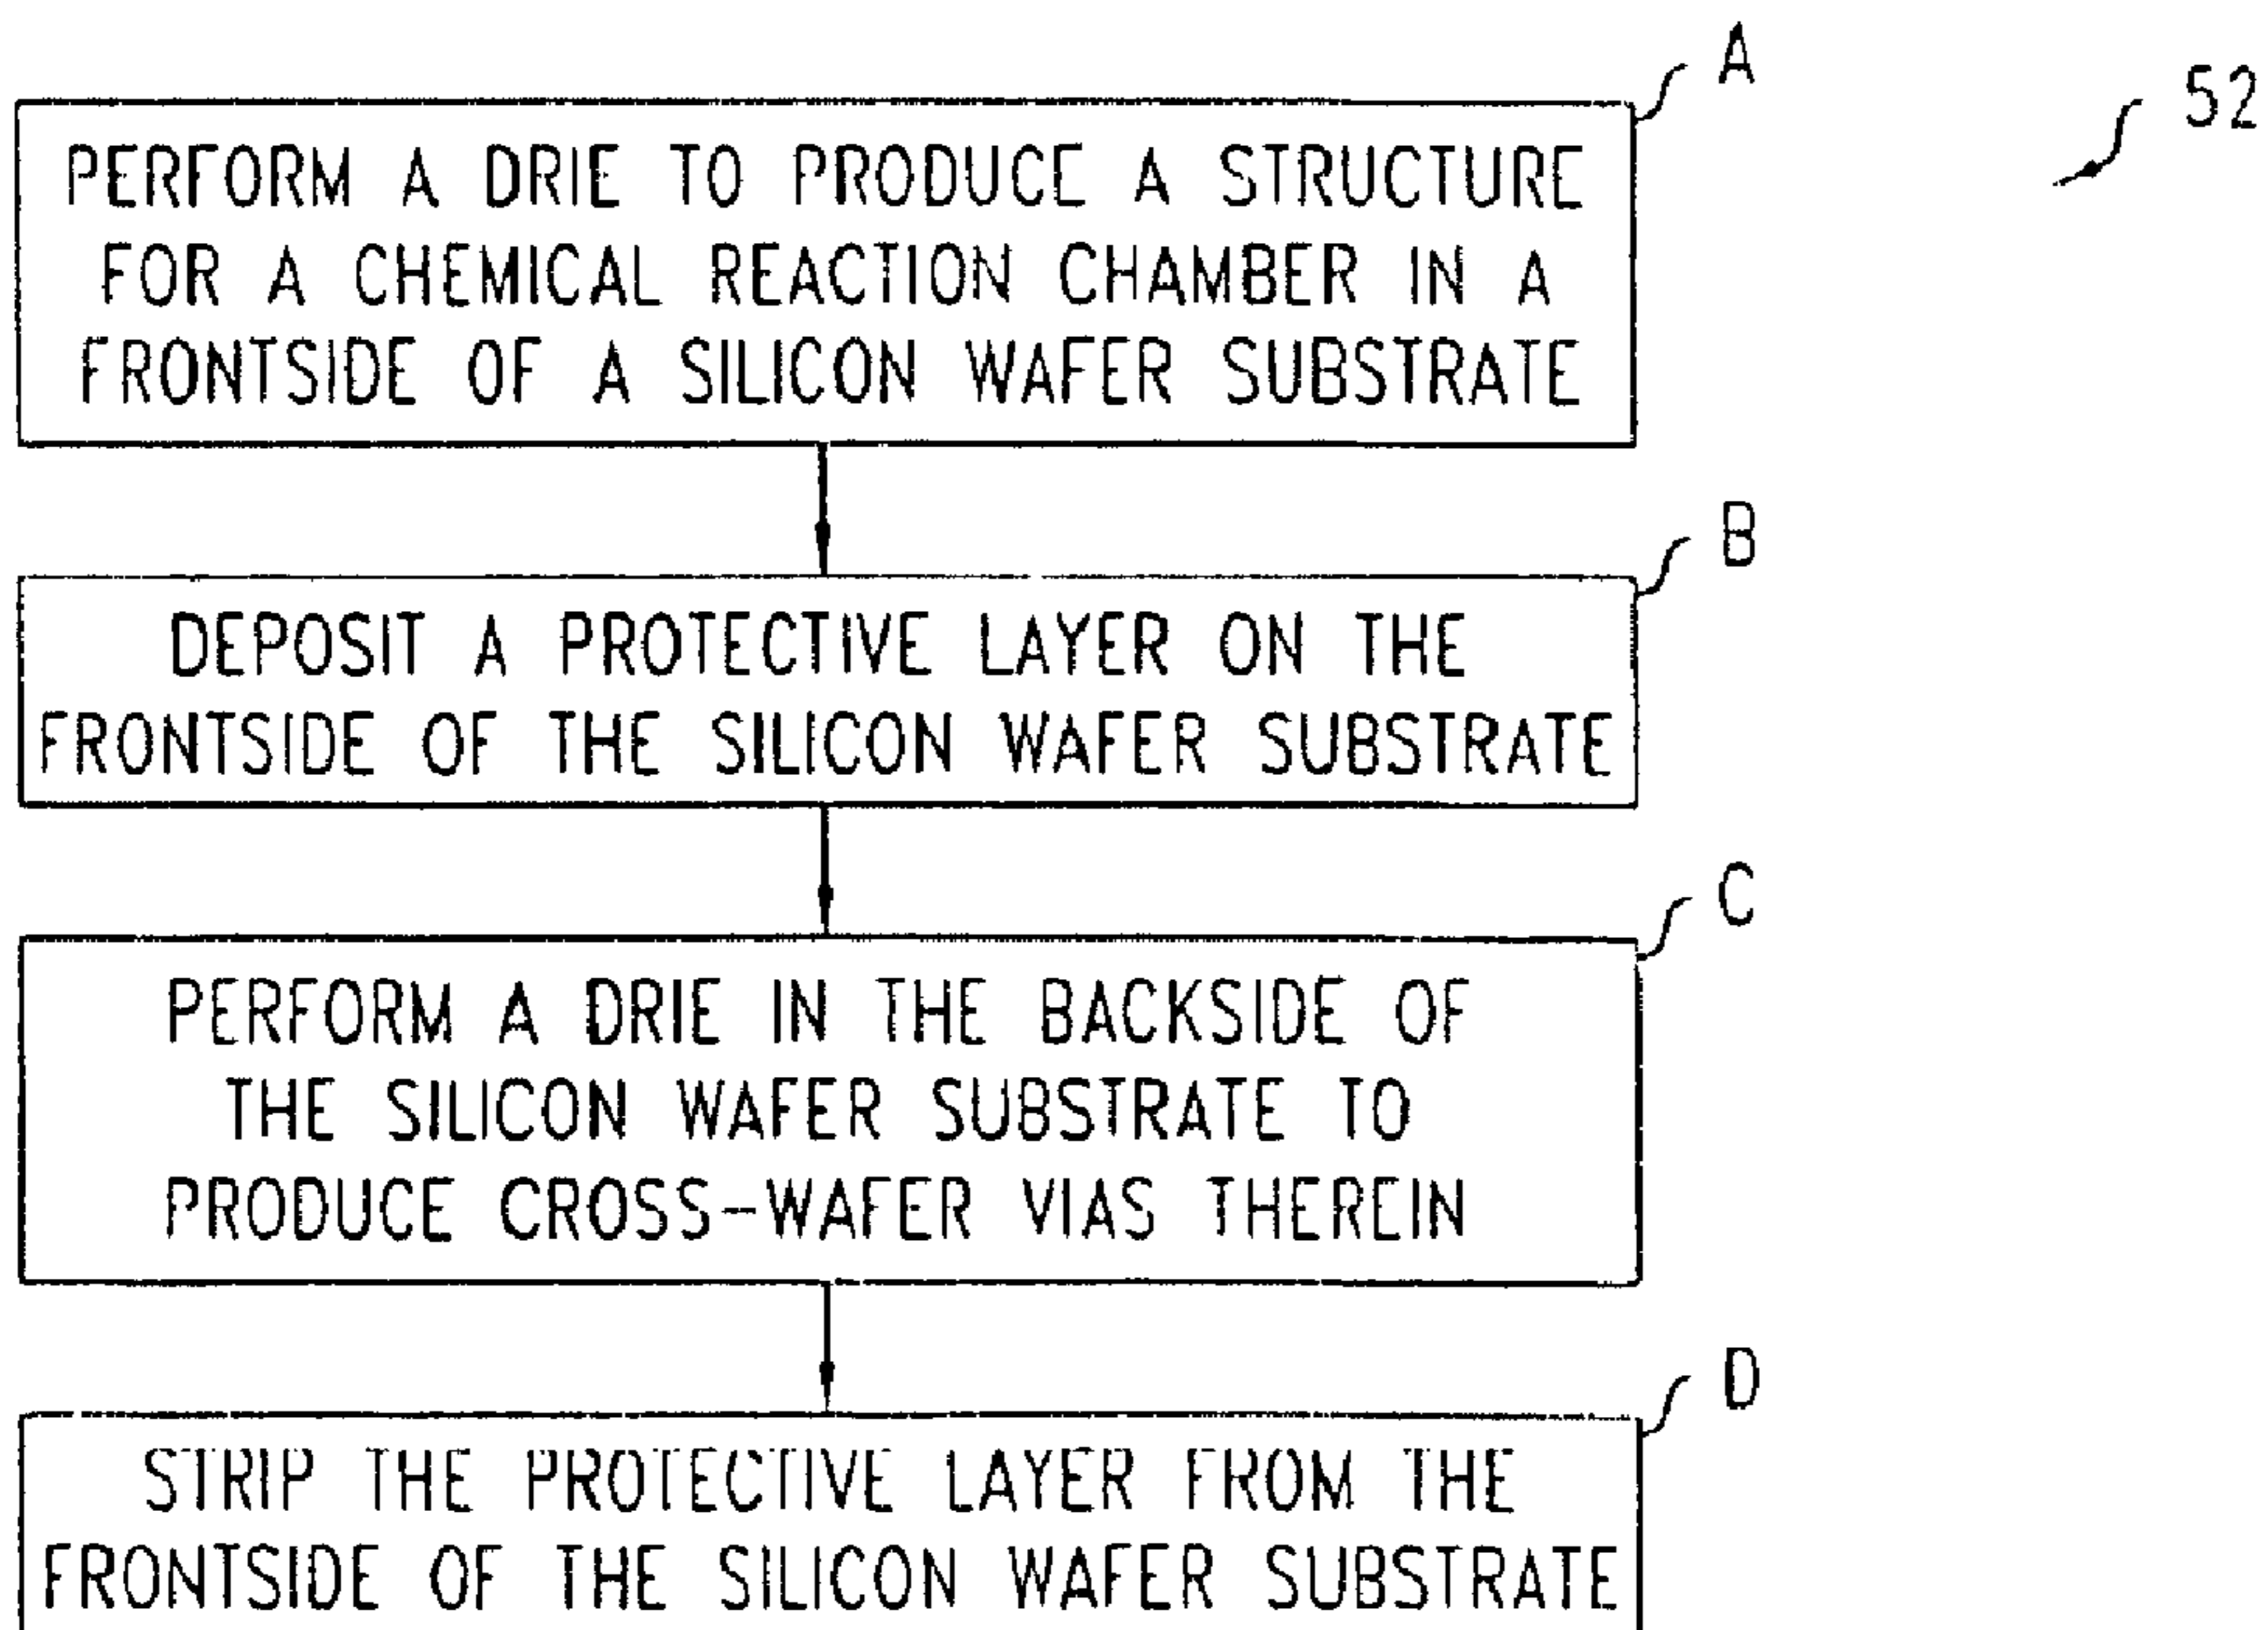 A
52
PERFORM A DRIE TO PRODUCE A STRUCTURE
FOR A CHEMICAL REACTION CHAMBER IN A
FRONTSIDE OF A SILICON WAFER SUBSTRATE
B
DEPOSIT A PROTECTIVE LAYER ON THE
FRONTSIDE OF THE SILICON WAFER SUBSTRATE
C
PERFORM A DRIE IN THE BACKSIDE OF
THE SILICON WAFER SUBSTRATE TO
PRODUCE CROSS-WAFER VIAS THEREIN
D
STRIP THE PROTECTIVE LAYER FROM THE
FRONTSIDE OF THE SILICON WAFER SUBSTRATE